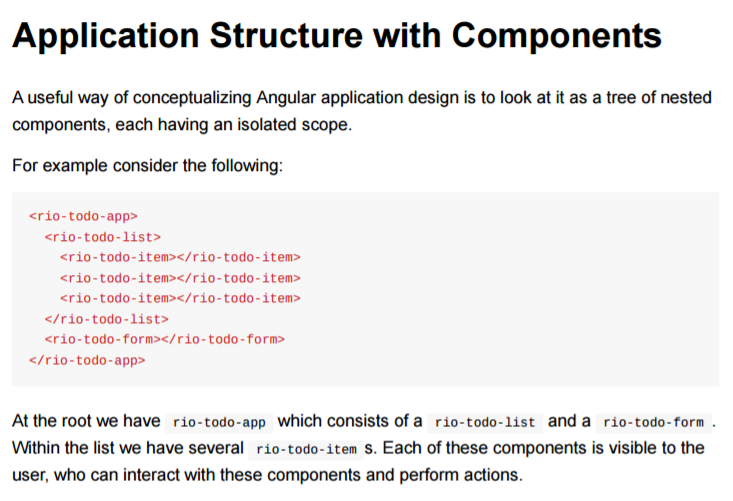 Application Structure with Components
A useful way of conceptualizing Angular application design is to look at it as a tree of nested
components, each having an isolated scope.
For example consider the following:
<rio-todo-app>
  <rio-todo-list>
    <rio-todo-item></rio-todo-item>
    <rio-todo-item></rio-todo-item>
    <rio-todo-item></rio-todo-item>
  </rio-todo-list>
  <rio-todo-form></rio-todo-form>
</rio-todo-app>
At the root we have rio-todo-app which consists of a rio-todo-list and a rio-todo-form .
Within the list we have several rio-todo-item s. Each of these components is visible to the
user, who can interact with these components and perform actions.